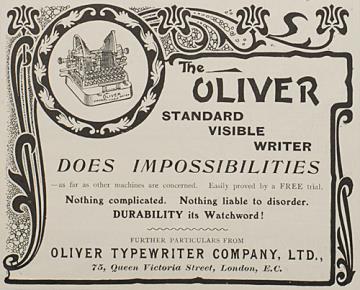 The
OLIVER
STANDARD
VISIBLE
WRITER
DOES IMPOSSIBILITIES
—as far as other machines are concerned. Easily proved by a FREE trial.
Nothing complicated. Nothing liable to disorder.
DURABILITY its Watchword!
FURTHER PARTICULARS FROM
OLIVER TYPEWRITER COMPANY, LTD.,
75, Queen Victoria Street, London, E.C.
OLIVER